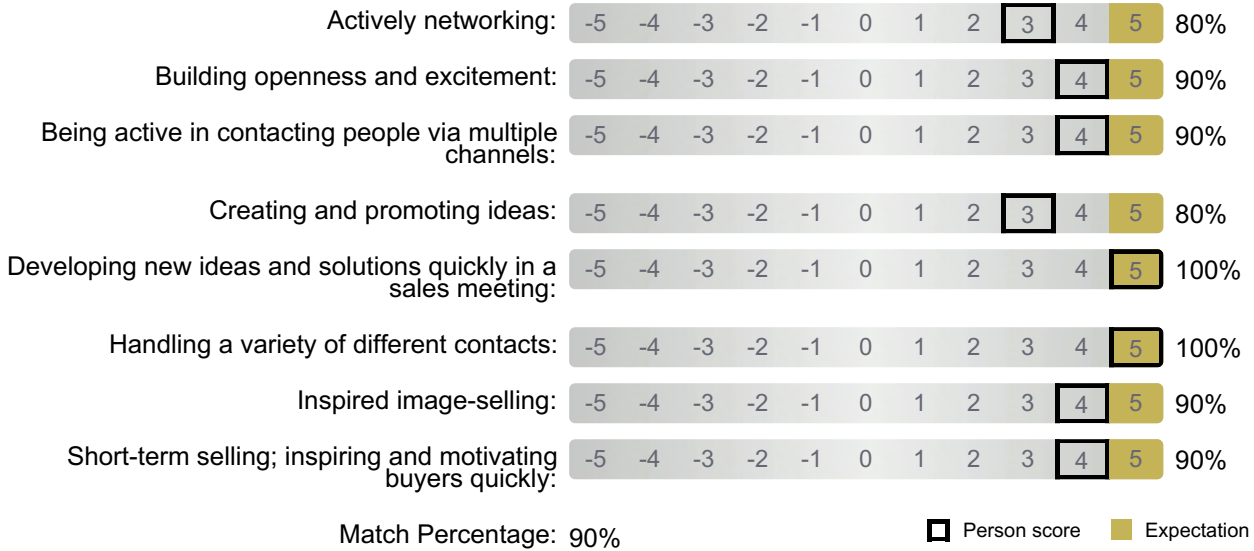 Actively networking: -5 -4 -3 -2 -1 0 1 2 3 4 5 80%
Building openness and excitement: -5 -4 -3 -2 -1 0 1 2 3 4 5 90%
Being active in contacting people via multiple
channels: -5 -4 -3 -2 -1 0 1 2 3 4 5 90%
Creating and promoting ideas: -5 -4 -3 -2 -1 0 1 2 3 4 5 80%
Developing new ideas and solutions quickly in a
sales meeting: -5 -4 -3 -2 -1 0 1 2 3 4 5 100%
Handling a variety of different contacts: -5 -4 -3 -2 -1 0 1 2 3 4 5 100%
Inspired image-selling: -5 -4 -3 -2 -1 0 1 2 3 4 5 90%
Short-term selling; inspiring and motivating
buyers quickly: -5 -4 -3 -2 -1 0 1 2 3 4 5 90%
Match Percentage: 90% Person score Expectation